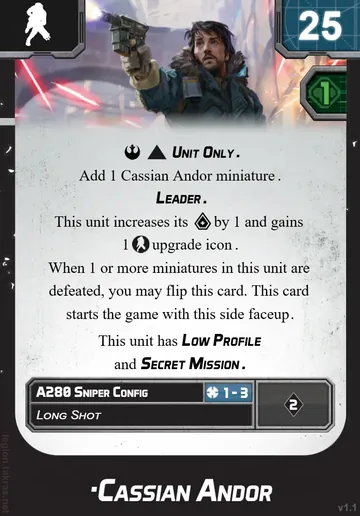 25
1
UNIT ONLY.
Add 1 Cassian Andor miniature.
LEADER.
This unit increases its by 1 and gains
1 upgrade icon.
When 1 or more miniatures in this unit are
defeated, you may flip this card. This card
starts the game with this side faceup.
This unit has LOW PROFILE
and SECRET MISSION.
A280 SNIPER CONFIG 1-3
2
LONG SHOT
•CASSIAN ANDOR
legion.takras.net
v1.1